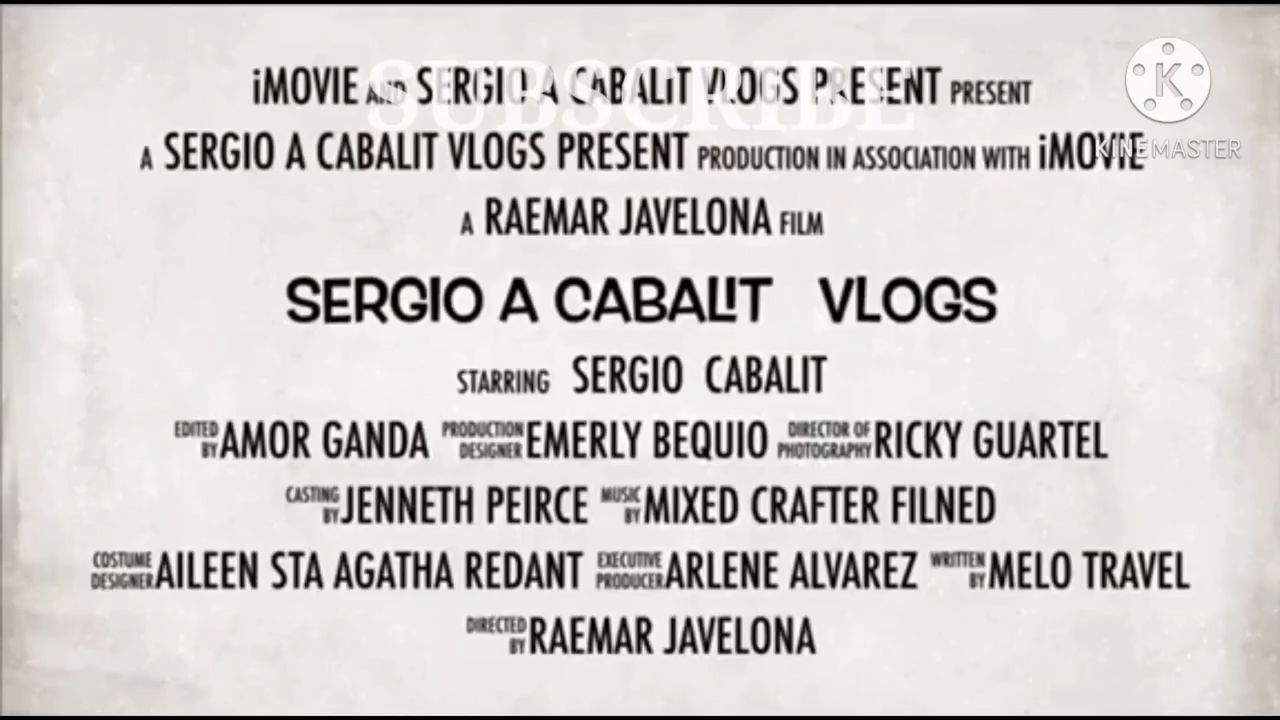 SUBSCRIBE
iMOVIE AND SERGIO A CABALIT VLOGS PRESENT PRESENT
K
KINEMASTER
A SERGIO A CABALIT VLOGS PRESENT PRODUCTION IN ASSOCIATION WITH iMOVIE
A RAEMAR JAVELONA FILM
SERGIO A CABALIT VLOGS
STARRING SERGIO CABALIT
EDITED BY AMOR GANDA PRODUCTION DESIGNER EMERLY BEQUIO DIRECTOR OF PHOTOGRAPHY RICKY GUARTEL
CASTING BY JENNETH PEIRCE MUSIC BY MIXED CRAFTER FILNED
COSTUME DESIGNER AILEEN STA AGATHA REDANT EXECUTIVE PRODUCER ARLENE ALVAREZ WRITTEN BY MELO TRAVEL
DIRECTED BY RAEMAR JAVELONA